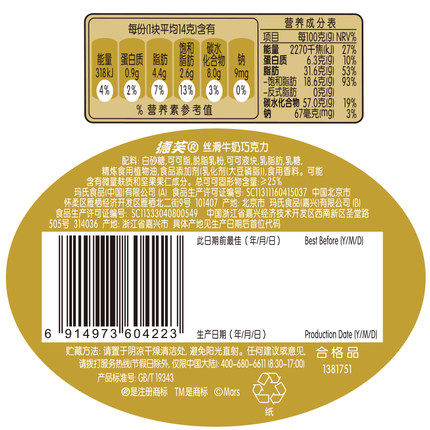 每份(1块平均14克)含有
能量 蛋白质 脂肪 饱和脂肪 碳水化合物 钠
318kJ 0.9g 4.4g 2.6g 8.0g 9mg
4% 2% 7% 13% 3% 0%
% 营养素参考值
营养成分表
项目 每100克(g) NRV%
能量 2270千焦(kJ) 27%
蛋白质 6.3克(g) 10%
脂肪 31.6克(g) 53%
-饱和脂肪 18.6克(g) 93%
-反式脂肪 0克(g)
碳水化合物 57.0克(g) 19%
钠 67毫克(mg) 3%
德芙® 丝滑牛奶巧克力
配料: 白砂糖,可可脂,脱脂乳粉,可可液块,乳脂肪,乳糖,
精炼食用植物油,食品添加剂(乳化剂(大豆磷脂)),食用香料。可能
含有微量麸质和坚果果仁成分。总可可固形物含量:≥25%
玛氏食品(中国)有限公司 (A) 食品生产许可证编号: SC11311160415037 中国北京市
怀柔区雁栖经济开发区雁栖北二街9号 101407 产地: 北京市 玛氏食品(嘉兴)有限公司 (B)
食品生产许可证编号: SC11333040800549 中国浙江省嘉兴经济技术开发区西南新区圣堂路
505号 314036 产地: 浙江省嘉兴市 具体产地见生产日期后首位代码
此日期前最佳 (年/月/日) Best Before (Y/M/D)
6 914973 604223
生产日期 (年/月/日) Production Date (Y/M/D)
贮藏方法: 请置于阴凉干燥清洁处, 避免阳光直射。任何建议或意见,
请拨打服务热线(节假日除外, 仅限中国大陆): 400-680-6611 (8:30-17:00)
产品标准号: GB/T 19343
®是注册商标 TM是商标 ©Mars
合格品
1381751
纸